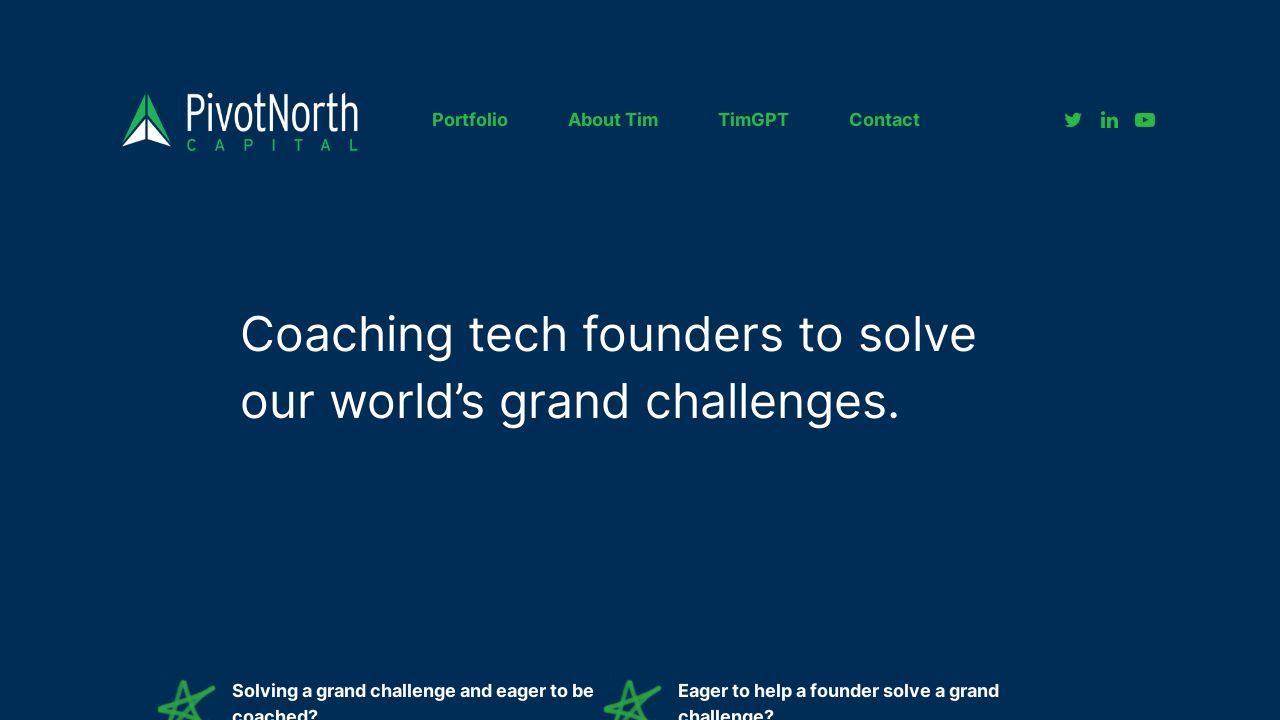 PivotNorth
CAPITAL
Portfolio
About Tim
TimGPT
Contact
Coaching tech founders to solve
our world’s grand challenges.
Solving a grand challenge and eager to be
coached?
Eager to help a founder solve a grand
challenge?